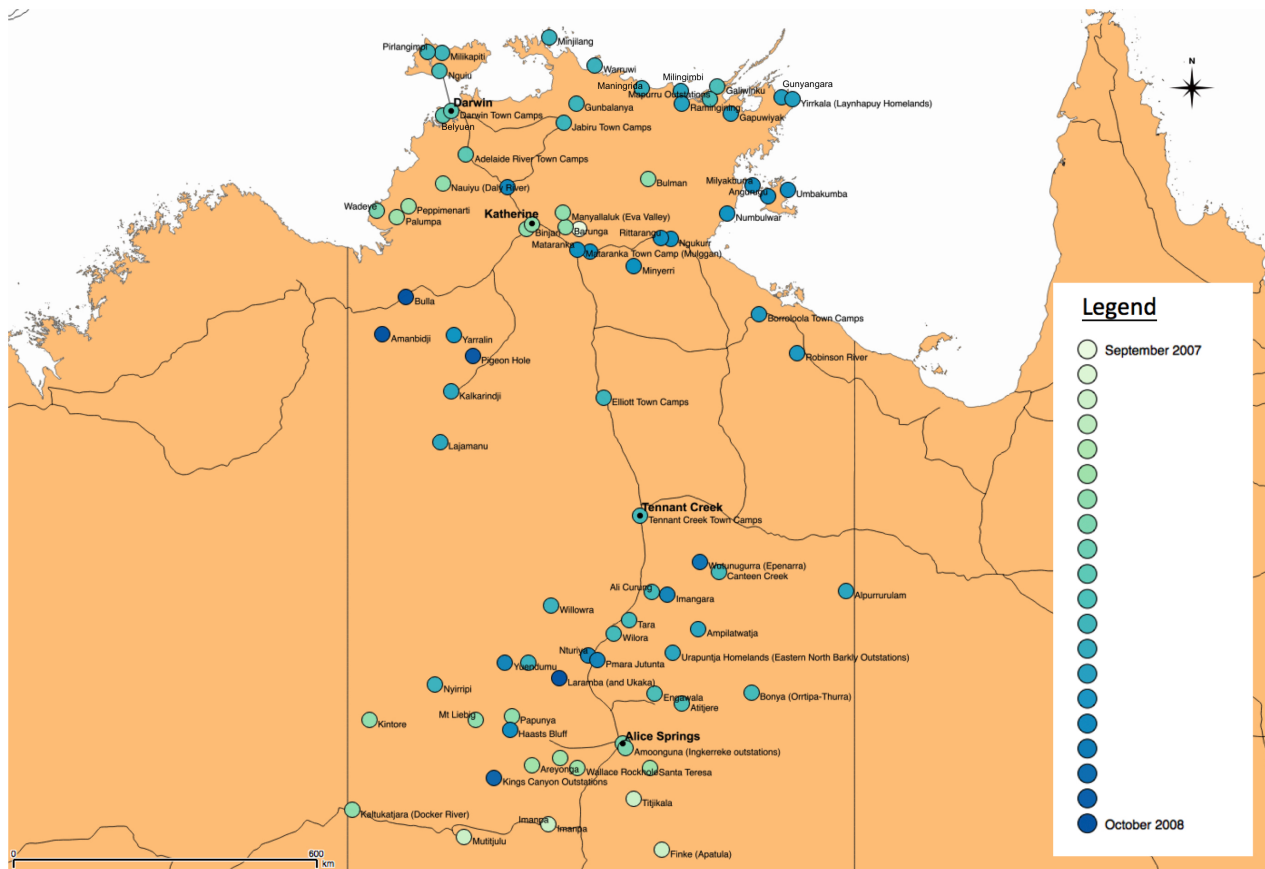 Minjilang
Pirlangimpi
Milikapiti
N
Warruwi
Nguiu
Milingimbi
Gunyangara
Maningrida
Galiwinku
Mapurru Outstations
Darwin
Gunbalanya
Ramingining
Yirrkala (Laynhapuy Homelands)
Darwin Town Camps
Gapuwiyak
Belyuen
Jabiru Town Camps
Adelaide River Town Camps
Nauiyu (Daly River)
Bulman
Milyakburra
Angurugu
Umbakumba
Wadeye
Peppimenarti
Palumpa
Katherine
Manyallaluk (Eva Valley)
Numbulwar
Binjari
Barunga
Rittarangu
Ngukurr
Mataranka
Mataranka Town Camp (Mulggan)
Minyerri
Bulla
Legend
Borroloola Town Camps
Amanbidji
Yarralin
September 2007
Pigeon Hole
Robinson River
Kalkarindji
Elliott Town Camps
Lajamanu
Tennant Creek
Tennant Creek Town Camps
Wutunugurra (Epenarra)
Canteen Creek
Ali Curung
Imangara
Alpurrurulam
Willowra
Tara
Wilora
Ampilatwatja
Nturiya
Pmara Jutunta
Urapuntja Homelands (Eastern North Barkly Outstations)
Yuendumu
Laramba (and Ukaka)
Nyirripi
Engawala
Bonya (Orrtipa-Thurra)
Atitjere
Mt Liebig
Papunya
Kintore
Haasts Bluff
Alice Springs
Amoonguna (Ingkerreke outstations)
Areyonga
Wallace Rockhole
Santa Teresa
Kings Canyon Outstations
Titjikala
Kaltukatjara (Docker River)
Imanpa
Imanpa
October 2008
Mutitjulu
Finke (Apatula)
0
600
km